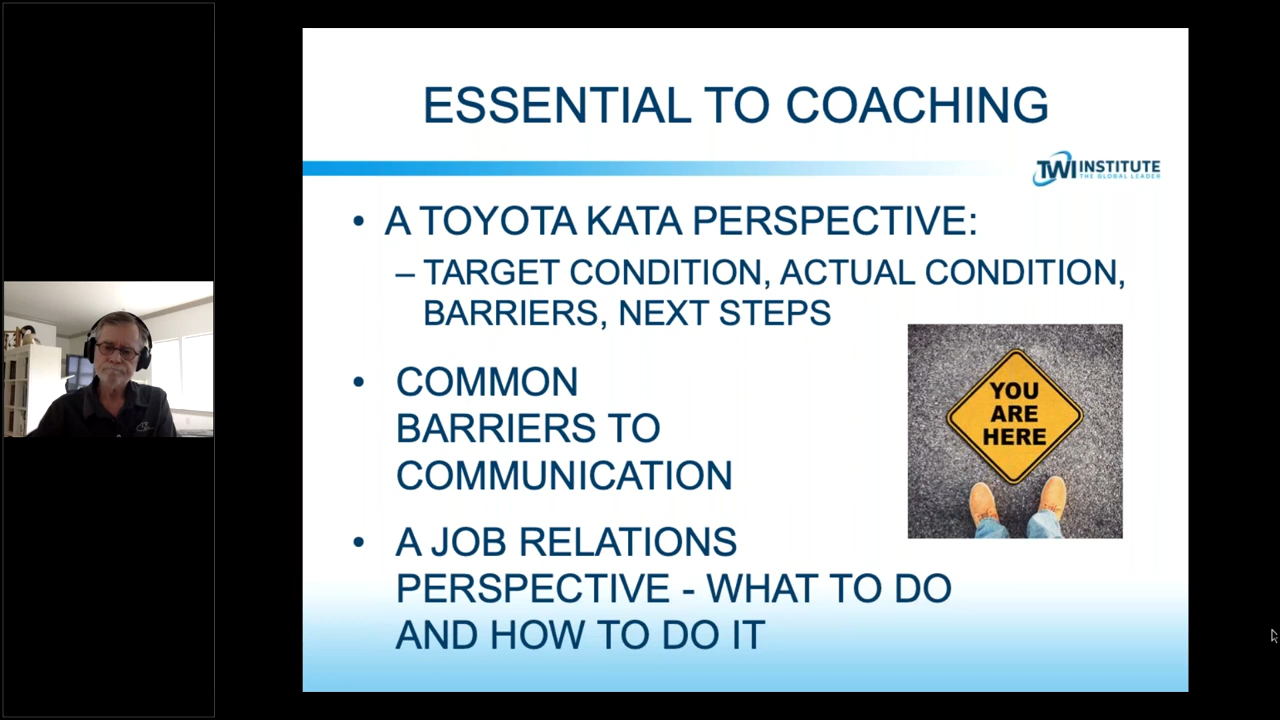 ESSENTIAL TO COACHING
TWI INSTITUTE
THE GLOBAL LEADER
• A TOYOTA KATA PERSPECTIVE:
– TARGET CONDITION, ACTUAL CONDITION,
BARRIERS, NEXT STEPS
• COMMON
BARRIERS TO
COMMUNICATION
YOU
ARE
HERE
• A JOB RELATIONS
PERSPECTIVE - WHAT TO DO
AND HOW TO DO IT